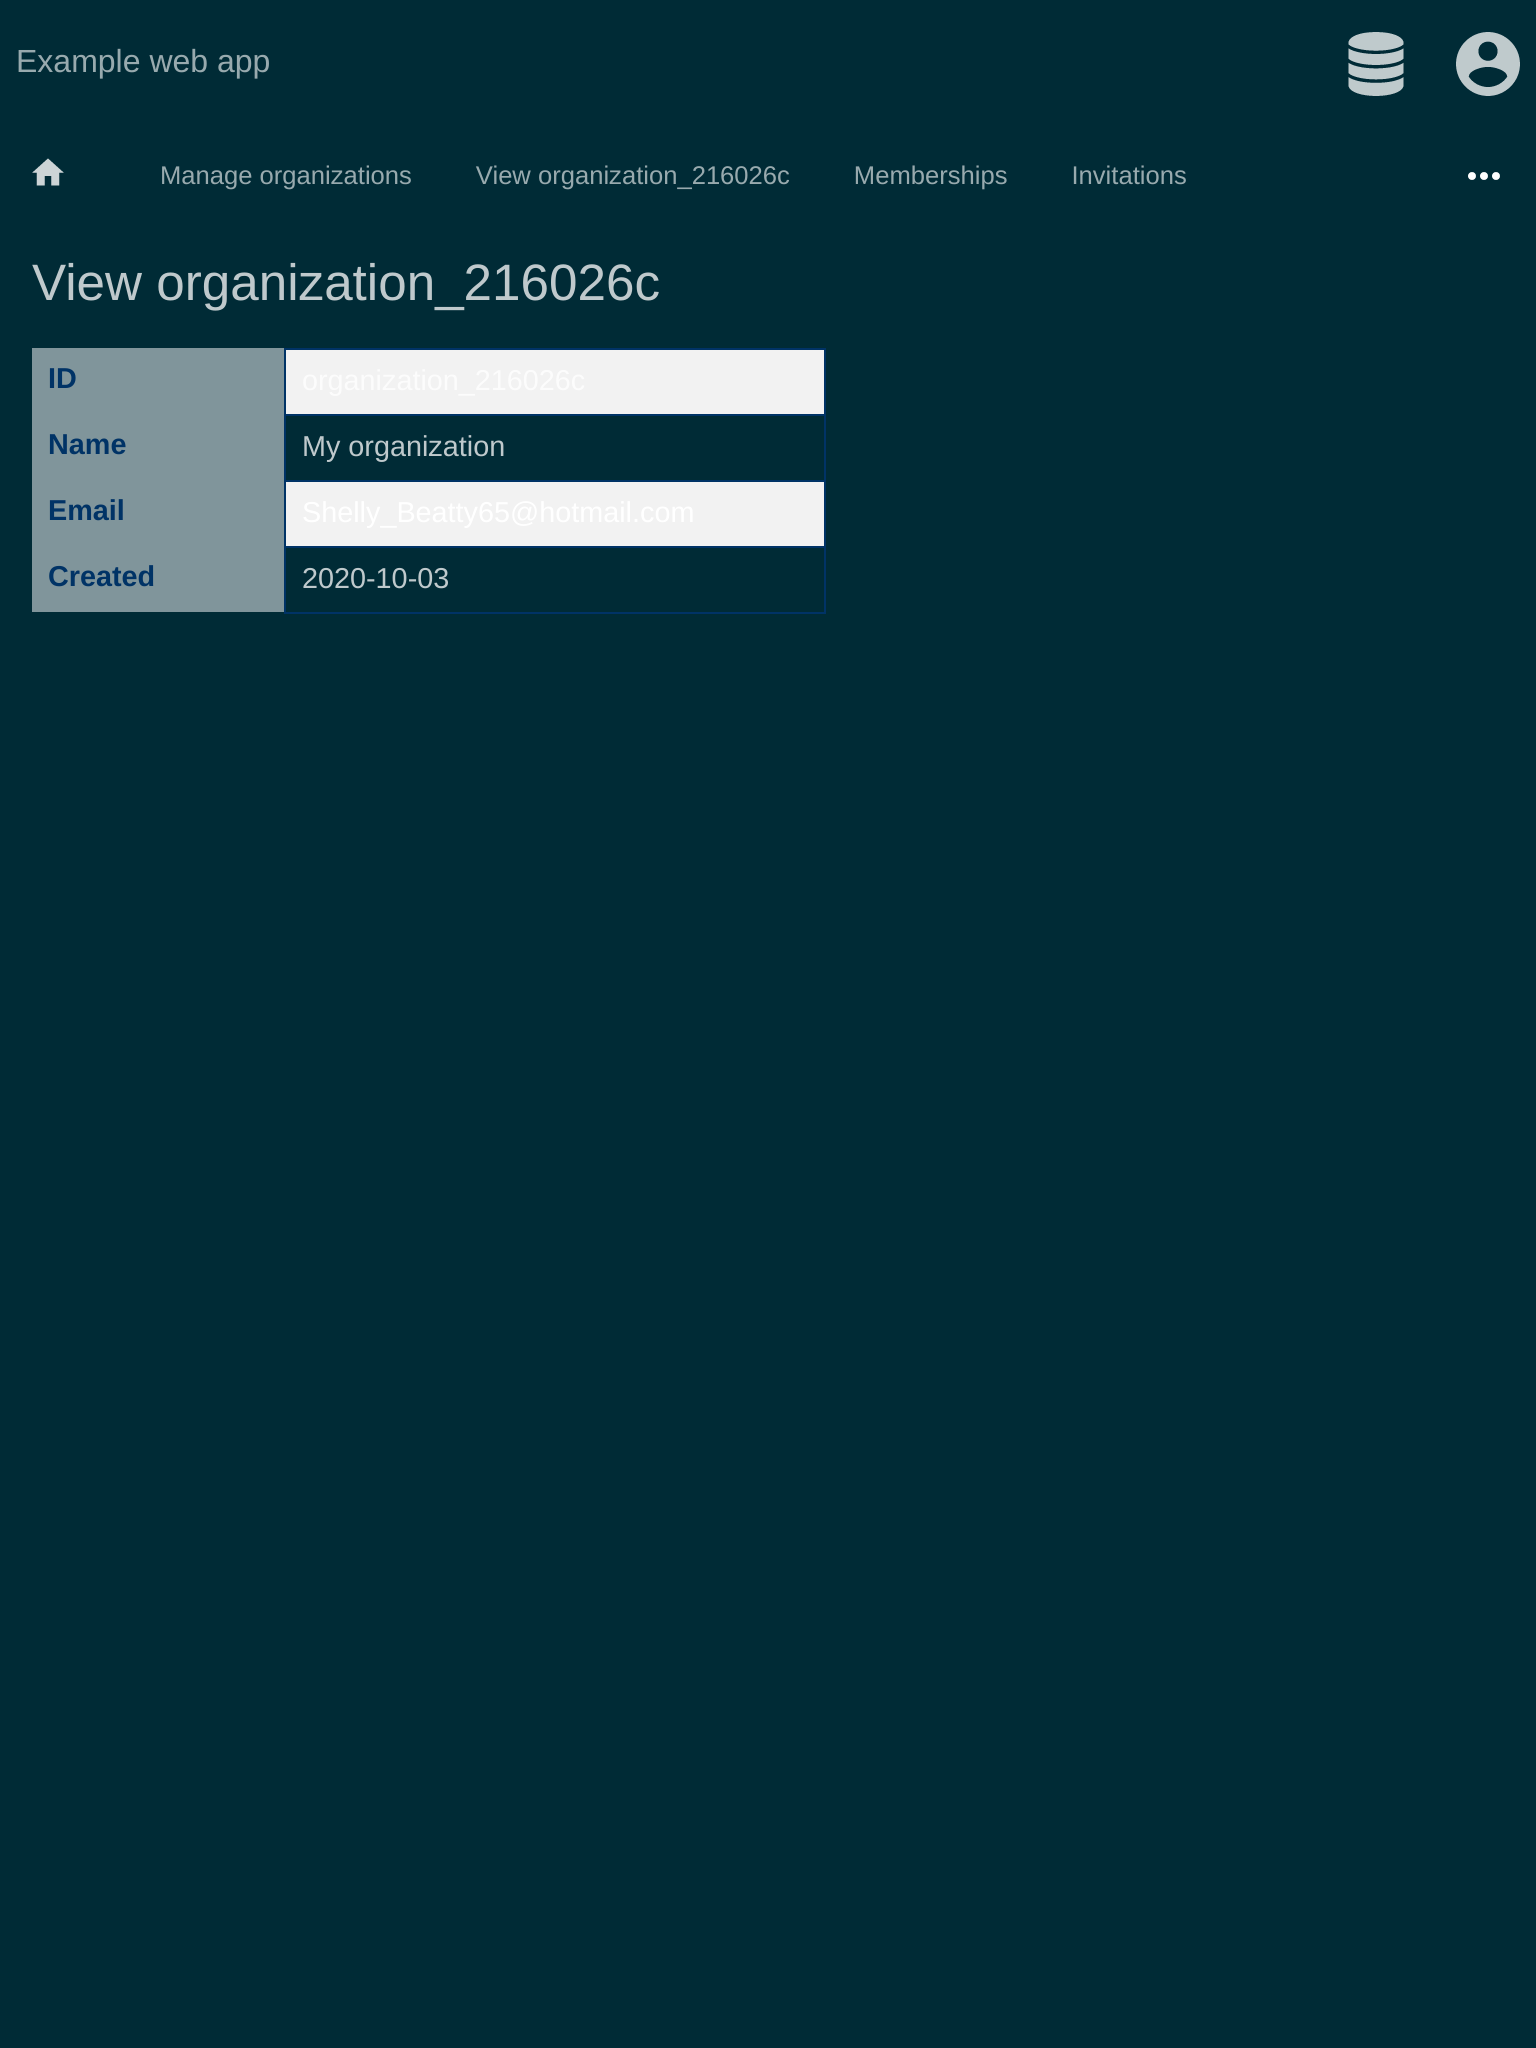 Example web app
Manage organizations View organization_216026c Memberships Invitations
View organization_216026c
ID organization_216026c
Name My organization
Email Shelly_Beatty65@hotmail.com
Created 2020-10-03